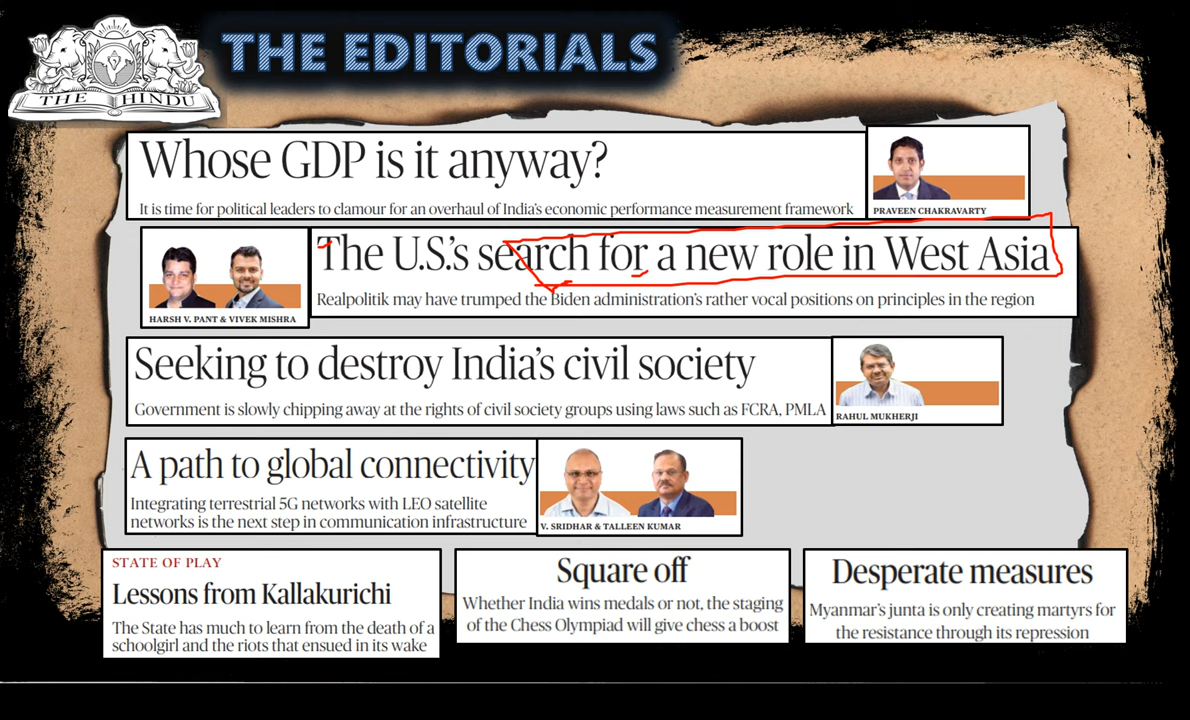 THE HINDU
THE EDITORIALS
Whose GDP is it anyway?
It is time for political leaders to clamour for an overhaul of India's economic performance measurement framework
PRAVEEN CHAKRAVARTY
The U.S.'s search for a new role in West Asia
Realpolitik may have trumped the Biden administration's rather vocal positions on principles in the region
HARSH V. PANT & VIVEK MISHRA
Seeking to destroy India's civil society
Government is slowly chipping away at the rights of civil society groups using laws such as FCRA, PMLA
RAHUL MUKHERJI
A path to global connectivity
Integrating terrestrial 5G networks with LEO satellite
networks is the next step in communication infrastructure
V. SRIDHAR & TALLEEN KUMAR
STATE OF PLAY
Lessons from Kallakurichi
The State has much to learn from the death of a
schoolgirl and the riots that ensued in its wake
Square off
Whether India wins medals or not, the staging
of the Chess Olympiad will give chess a boost
Desperate measures
Myanmar's junta is only creating martyrs for
the resistance through its repression